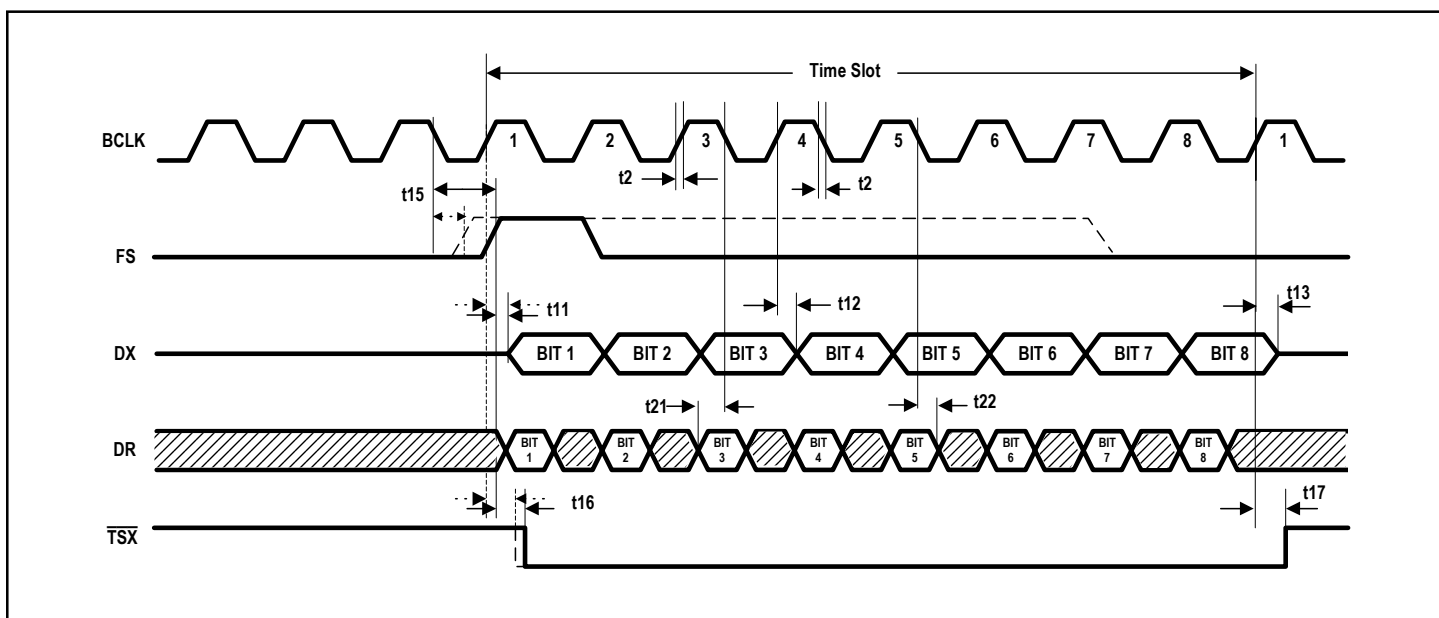 Time Slot
BCLK
1
2
3
4
5
6
7
8
1
t2
t2
t15
FS
t11
t12
t13
DX
BIT 1
BIT 2
BIT 3
BIT 4
BIT 5
BIT 6
BIT 7
BIT 8
t21
t22
DR
BIT
1
BIT
2
BIT
3
BIT
4
BIT
5
BIT
6
BIT
7
BIT
8
t16
t17
TSX